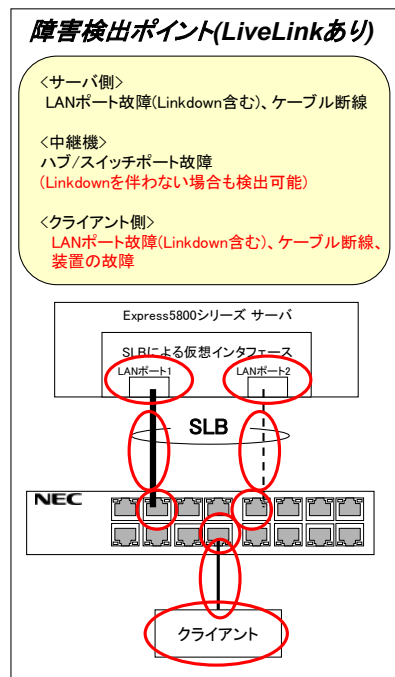 障害検出ポイント(LiveLinkあり)
<サーバ側>
LANポート故障(Linkdown含む)、ケーブル断線
<中継機>
ハブ/スイッチポート故障
(Linkdownを伴わない場合も検出可能)
<クライアント側>
LANポート故障(Linkdown含む)、ケーブル断線、
装置の故障
Express5800シリーズ サーバ
SLBによる仮想インタフェース
LANポート1 LANポート2
SLB
NEC
クライアント